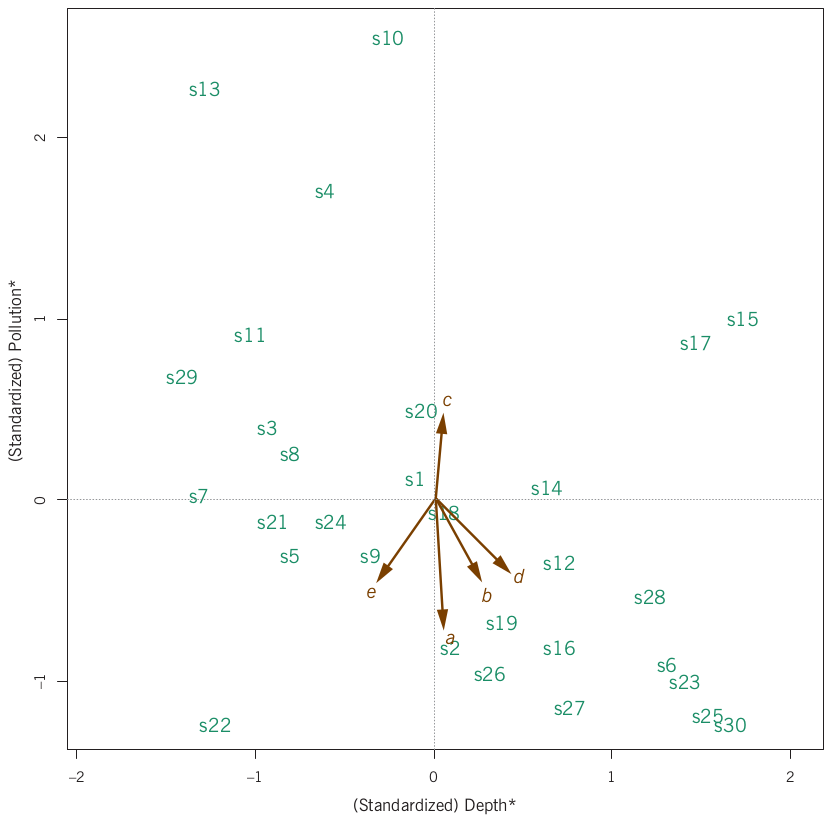 s10
s13
2
s4
s15
1
s11
s17
s29
c
s20
s3
s8
s1
s14
s7
0
s18
s21
s24
s9
s5
s12
d
e
b
s28
s19
a
s2
s16
s6
s26
s23
–1
s27
s25
s22
s30
–2
–1
0
1
2
(Standardized) Pollution*
(Standardized) Depth*